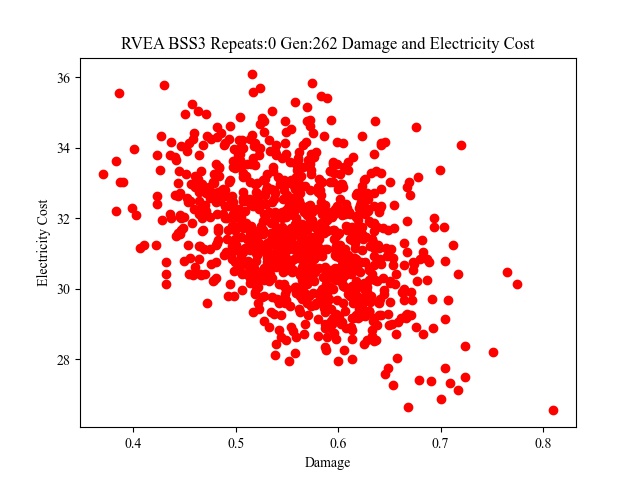 RVEA BSS3 Repeats:0 Gen:262 Damage and Electricity Cost
36
34
32
30
28
Electricity Cost
0.4 0.5 0.6 0.7 0.8
Damage